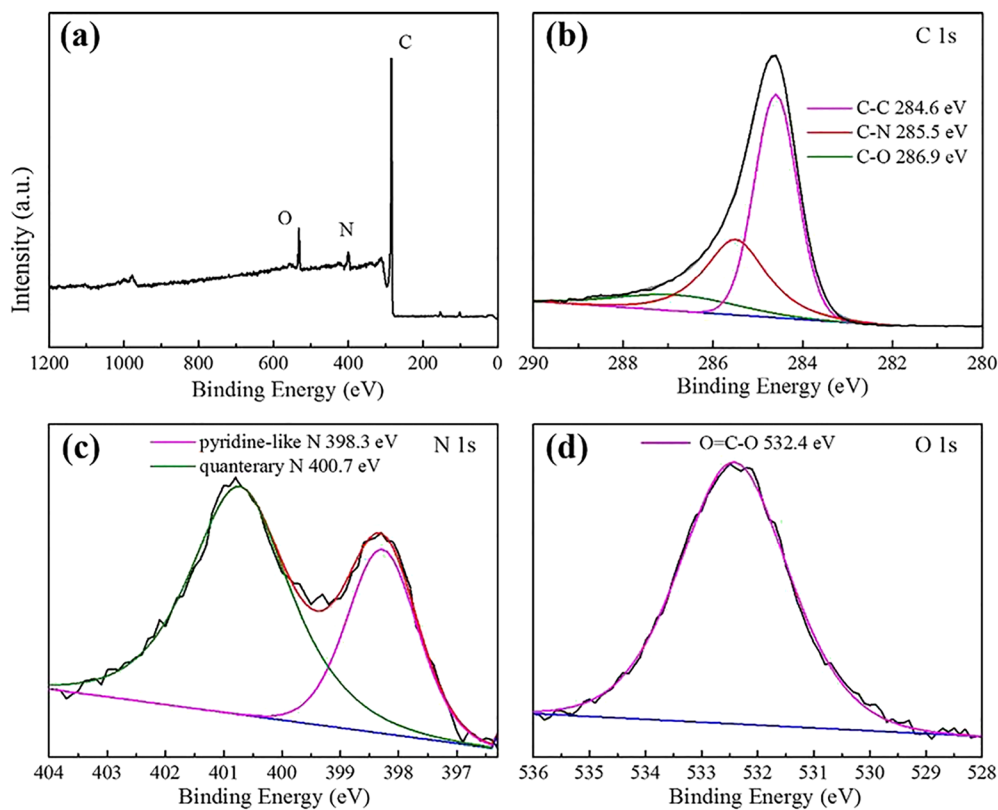 (a)
C
O
N
Intensity (a.u.)
1200 1000 800 600 400 200 0
Binding Energy (eV)
(b)
C 1s
C-C 284.6 eV
C-N 285.5 eV
C-O 286.9 eV
290 288 286 284 282 280
Binding Energy (eV)
(c)
pyridine-like N 398.3 eV
N 1s
quanterary N 400.7 eV
404 403 402 401 400 399 398 397
Binding Energy (eV)
(d)
O=C-O 532.4 eV
O 1s
536 535 534 533 532 531 530 529 528
Binding Energy (eV)